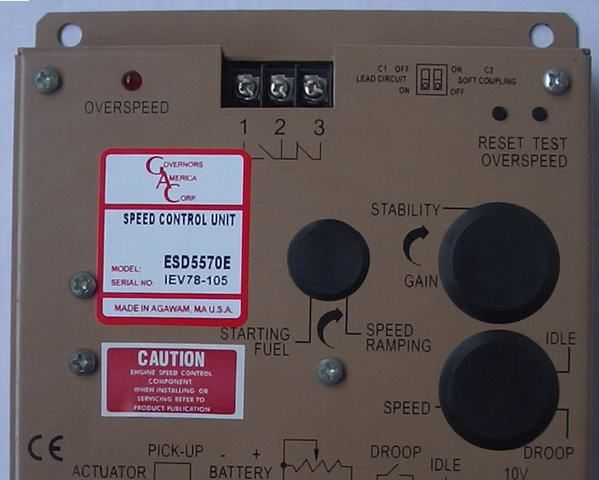 OVERSPEED
1 2 3
C1 OFF
LEAD CIRCUIT
ON
ON C2
SOFT COUPLING
OFF
RESET TEST
OVERSPEED
GOVERNORS
AMERICA
CORP.
SPEED CONTROL UNIT
MODEL: ESD5570E
SERIAL NO: IEV78-105
MADE IN AGAWAM, MA U.S.A.
CAUTION
ENGINE SPEED CONTROL
COMPONENT.
WHEN INSTALLING OR
SERVICING REFER TO
PRODUCT PUBLICATION
STABILITY
GAIN
STARTING
FUEL
SPEED
RAMPING
IDLE
SPEED
DROOP
CE
PICK-UP - + DROOP
ACTUATOR BATTERY IDLE 10V